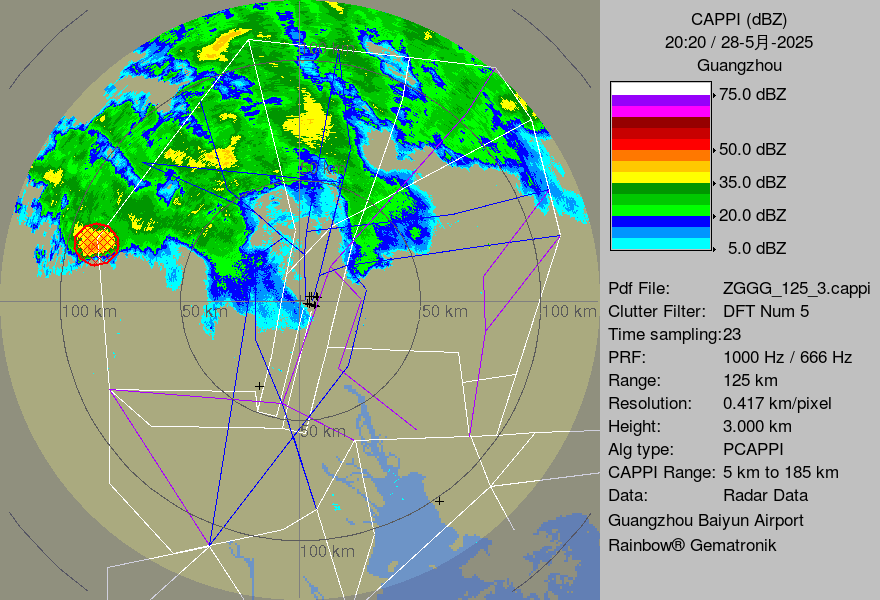 CAPPI (dBZ)
20:20 / 28-5月-2025
Guangzhou
75.0 dBZ
50.0 dBZ
35.0 dBZ
20.0 dBZ
5.0 dBZ
Pdf File: ZGGG_125_3.cappi
Clutter Filter: DFT Num 5
Time sampling:23
PRF: 1000 Hz / 666 Hz
Range: 125 km
Resolution: 0.417 km/pixel
Height: 3.000 km
Alg type: PCAPPI
CAPPI Range: 5 km to 185 km
Data: Radar Data
Guangzhou Baiyun Airport
Rainbow® Gematronik
100 km
50 km
50 km
100 km
50 km
100 km